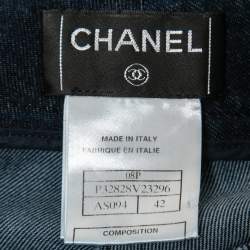 CHANEL
MADE IN ITALY
FABRIQUE EN ITALIE
08P
P32828V23296
AS094 42
COMPOSITION